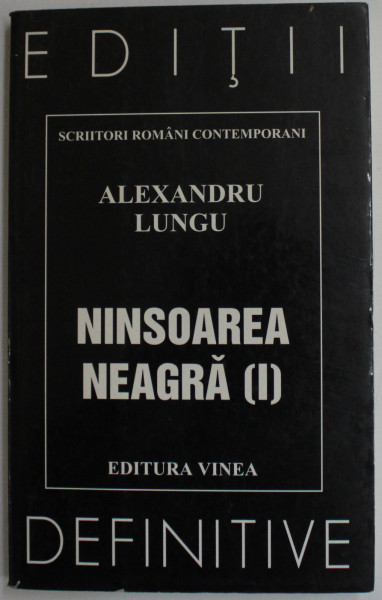 EDIŢII
SCRIITORI ROMÂNI CONTEMPORANI
ALEXANDRU
LUNGU
NINSOAREA
NEAGRĂ (I)
EDITURA VINEA
DEFINITIVE